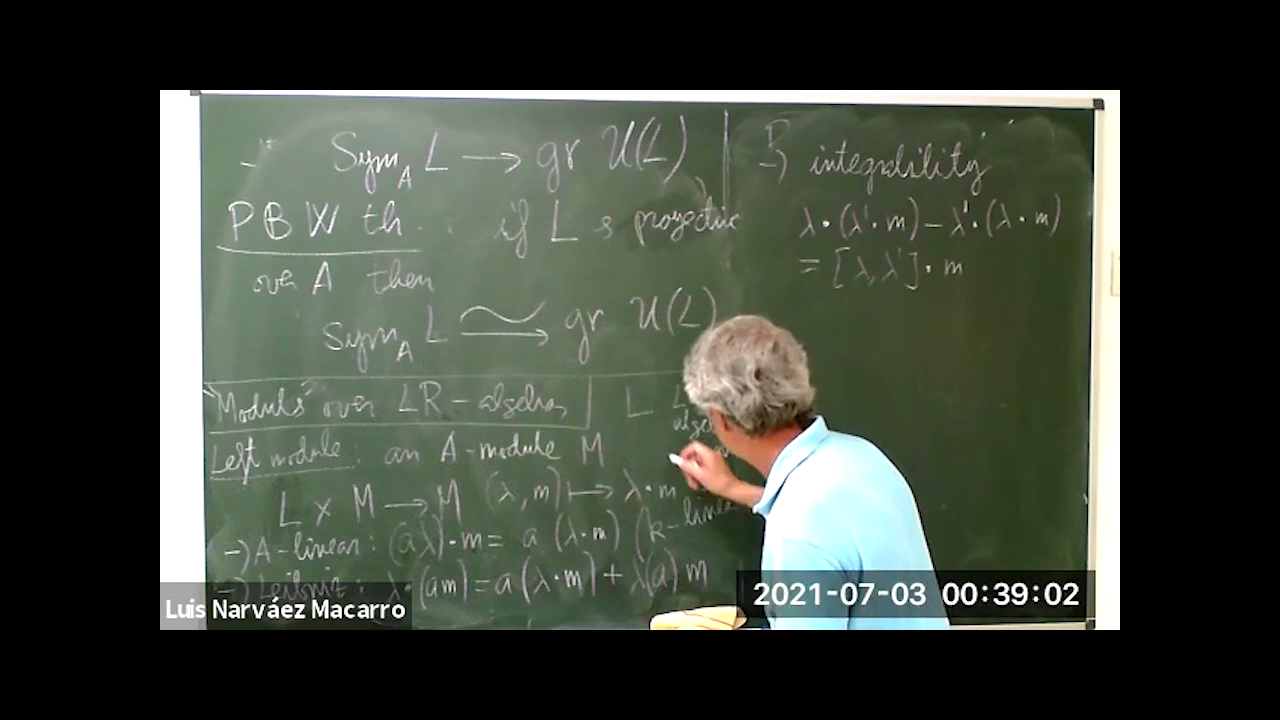 Sym_A L → gr U(L)
PBW th. if L is projective
over A then
Sym_A L ≃→ gr U(L)
Modules over LR-algebras
L
Left module: an A-module M
L × M → M (λ, m) ↦ λ·m
-) A-linear: (aλ)·m = a(λ·m) (k-linear
-) Leibniz: λ·(am) = a(λ·m) + λ(a)m
-) integrability
λ·(λ'·m) − λ'·(λ·m)
= [λ,λ']·m
Luis Narváez Macarro
2021-07-03 00:39:02